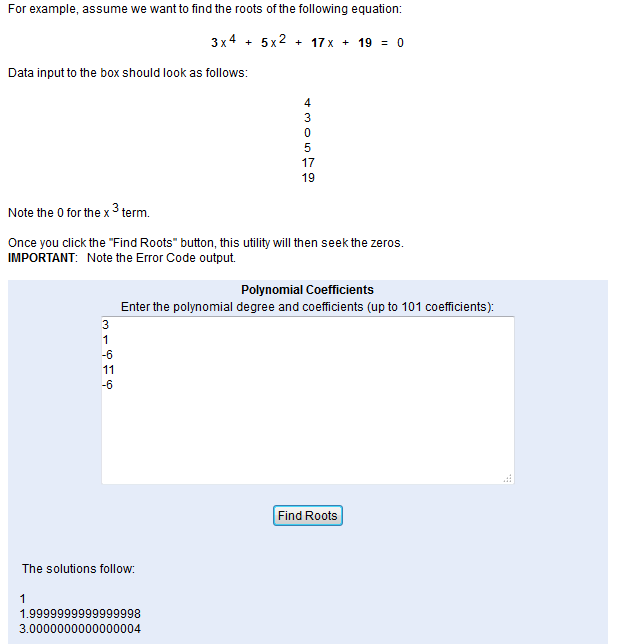 For example, assume we want to find the roots of the following equation:
3 x 4 + 5 x 2 + 17 x + 19 = 0
Data input to the box should look as follows:
4
3
0
5
17
19
Note the 0 for the x 3 term.
Once you click the "Find Roots" button, this utility will then seek the zeros.
IMPORTANT: Note the Error Code output.
Polynomial Coefficients
Enter the polynomial degree and coefficients (up to 101 coefficients):
3
1
-6
11
-6
Find Roots
The solutions follow:
1
1.9999999999999998
3.0000000000000004